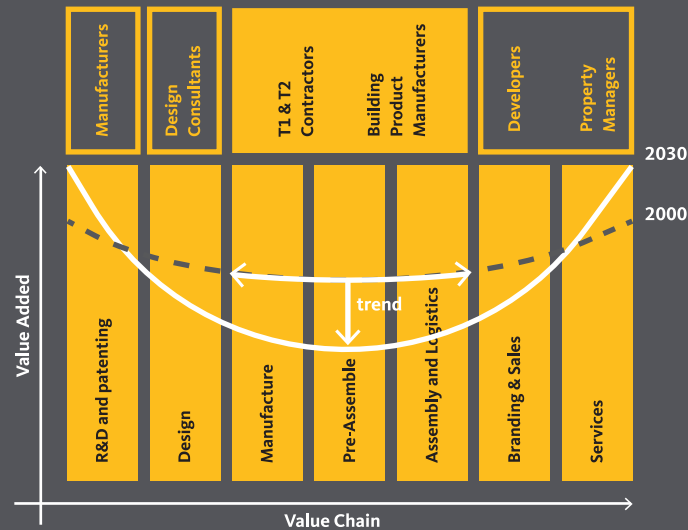 Manufacturers
Design
Consultants
T1 & T2
Contractors
Building
Product
Manufacturers
Developers
Property
Managers
2030
2000
trend
Value Added
R&D and patenting
Design
Manufacture
Pre-Assemble
Assembly and Logistics
Branding & Sales
Services
Value Chain